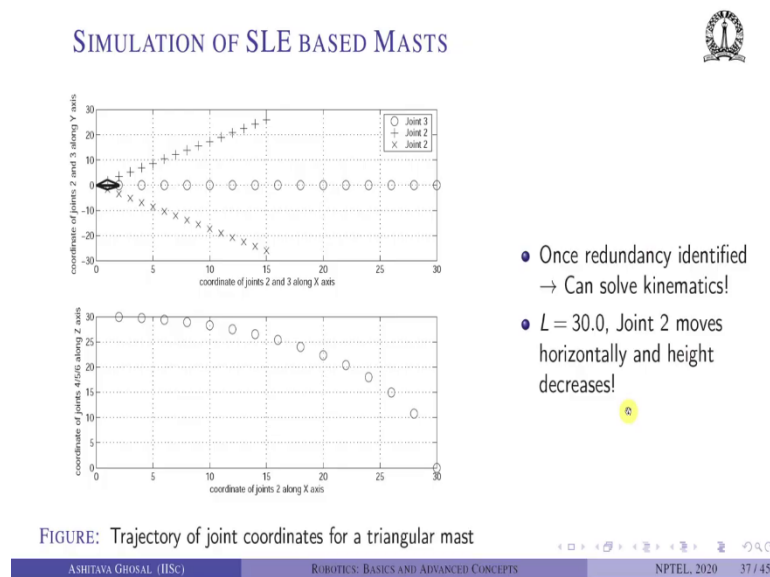 SIMULATION OF SLE BASED MASTS
coordinate of joints 2 and 3 along Y axis
30
20
10
0
-10
-20
-30
0 5 10 15 20 25 30
coordinate of joints 2 and 3 along X axis
Joint 3
Joint 2
Joint 2
coordinate of joints 4/5/6 along Z axis
30
25
20
15
10
5
0
0 5 10 15 20 25 30
coordinate of joints 2 along X axis
Once redundancy identified
→ Can solve kinematics!
L = 30.0, Joint 2 moves
horizontally and height
decreases!
FIGURE: Trajectory of joint coordinates for a triangular mast
ASHITAVA GHOSAL (IISC) ROBOTICS: BASICS AND ADVANCED CONCEPTS NPTEL, 2020 37/45